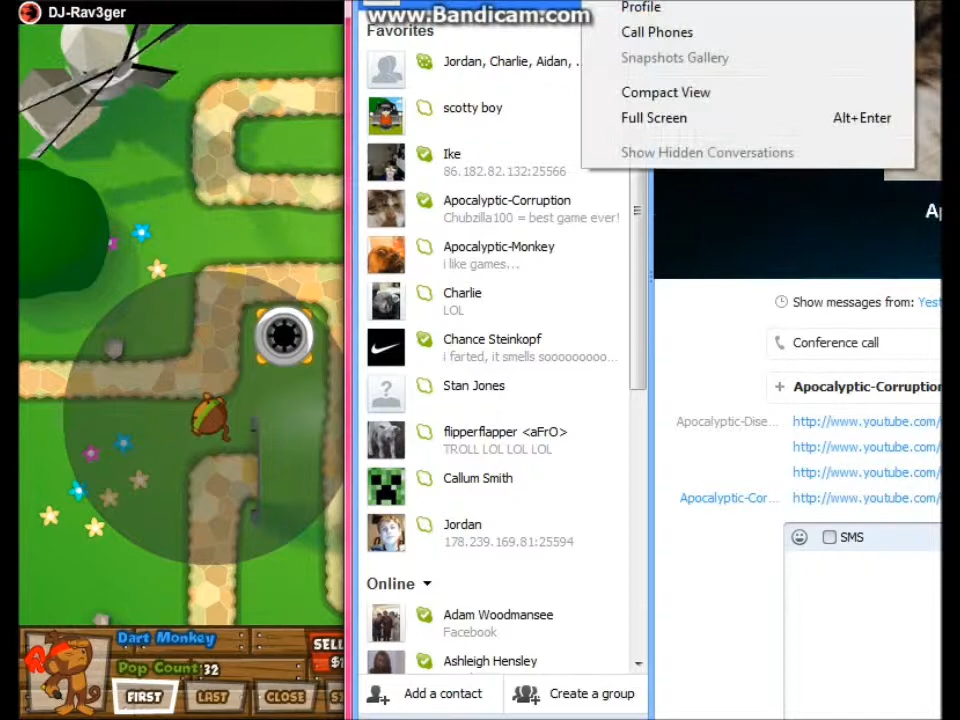 DJ-Rav3ger
www.Bandicam.com
Profile
Call Phones
Snapshots Gallery
Compact View
Full Screen Alt+Enter
Show Hidden Conversations
Favorites
Jordan, Charlie, Aidan, ..
scotty boy
Ike
86.182.82.132:25566
Apocalyptic-Corruption
Chubzilla100 = best game ever!
Apocalyptic-Monkey
i like games...
Charlie
LOL
Chance Steinkopf
i farted, it smells sooooooooo...
Stan Jones
flipperflapper <aFrO>
TROLL LOL LOL LOL
Callum Smith
Jordan
178.239.169.81:25594
Online
Adam Woodmansee
Facebook
Ashleigh Hensley
Add a contact
Create a group
Ap
Show messages from: Yest
Conference call
Apocalyptic-Corruption
Apocalyptic-Dise... http://www.youtube.com/
http://www.youtube.com/
http://www.youtube.com/
Apocalyptic-Cor... http://www.youtube.com/
SMS
Dart Monkey
Pop Count:32
FIRST
LAST
CLOSE
SELL